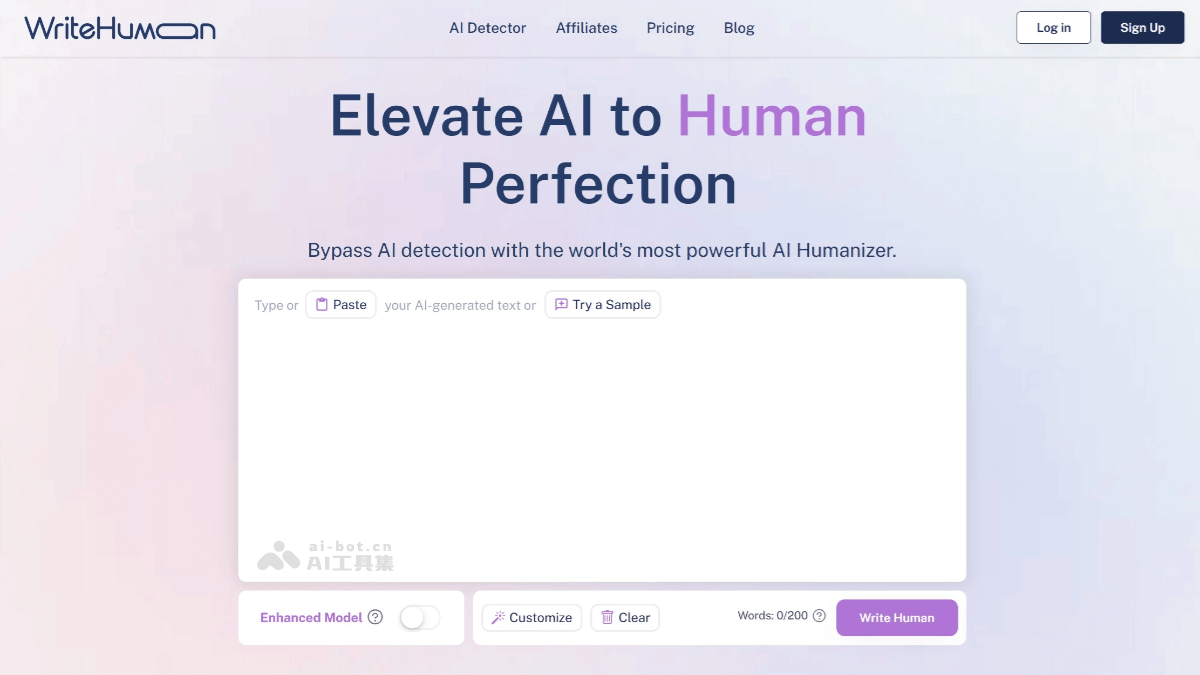 WriteHuman
AI Detector Affiliates Pricing Blog
Log in Sign Up
Elevate AI to Human
Perfection
Bypass AI detection with the world's most powerful AI Humanizer.
Type or Paste your AI-generated text or Try a Sample
ai-bot.cn
AI工具集
Enhanced Model ? Customize Clear Words: 0/200 ? Write Human